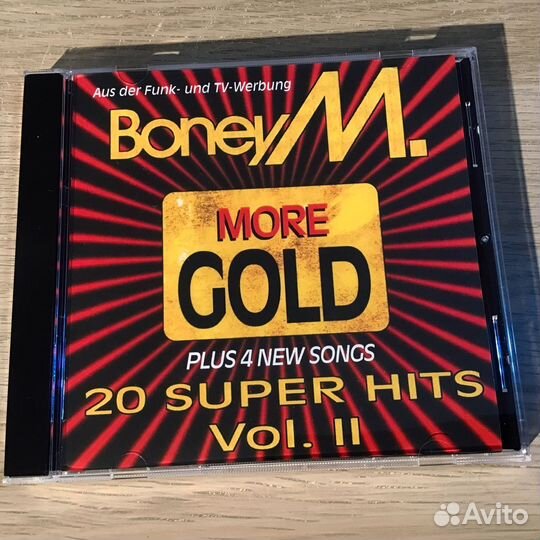 Aus der Funk- und TV-Werbung
Boney M.
MORE
GOLD
PLUS 4 NEW SONGS
20 SUPER HITS
Vol. II
Avito